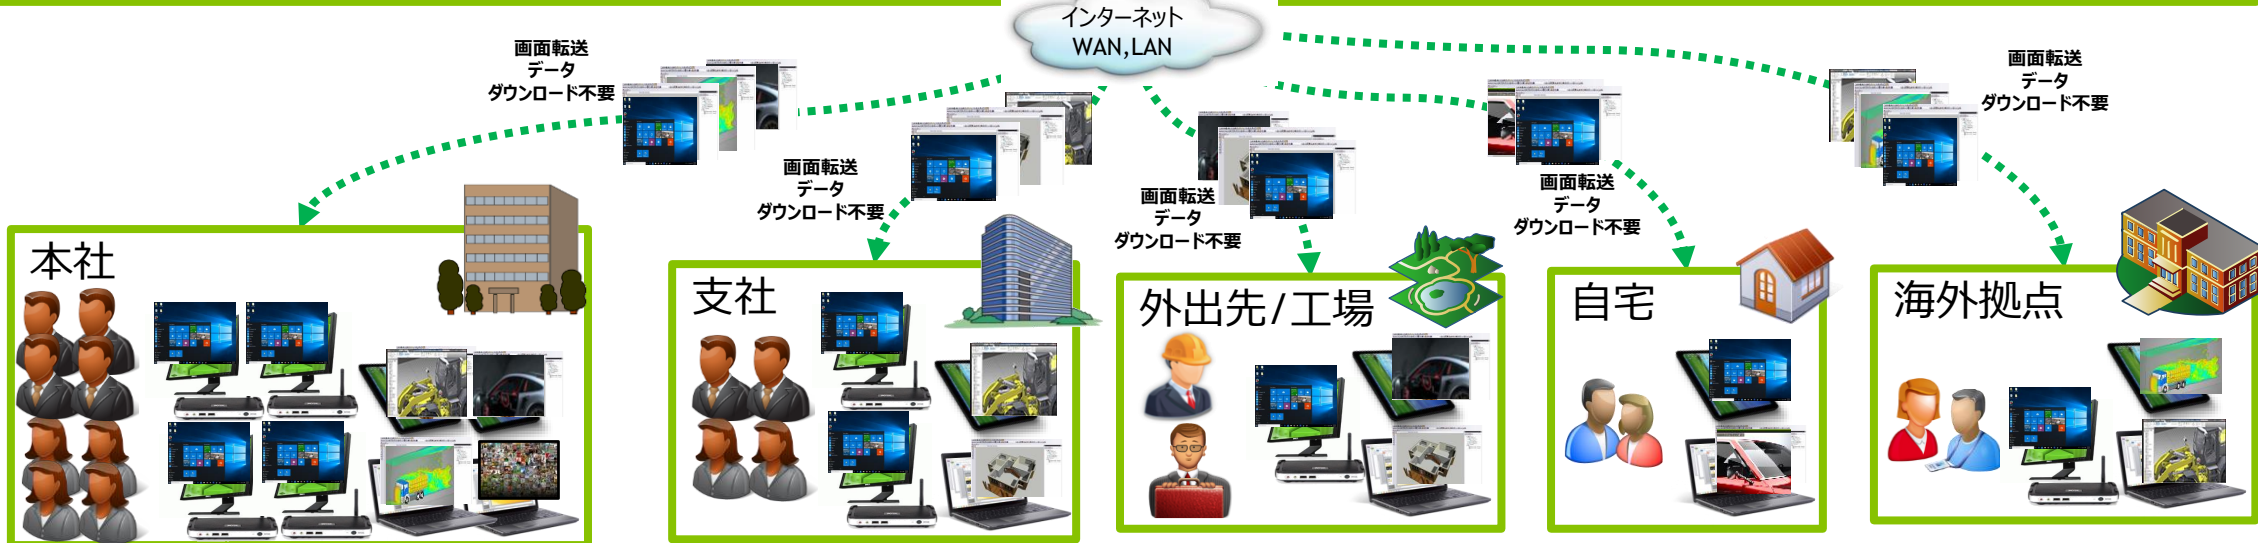 インターネット
WAN,LAN
画面転送
データ
ダウンロード不要
画面転送
データ
ダウンロード不要
画面転送
データ
ダウンロード不要
画面転送
データ
ダウンロード不要
画面転送
データ
ダウンロード不要
本社
支社
外出先/工場
自宅
海外拠点